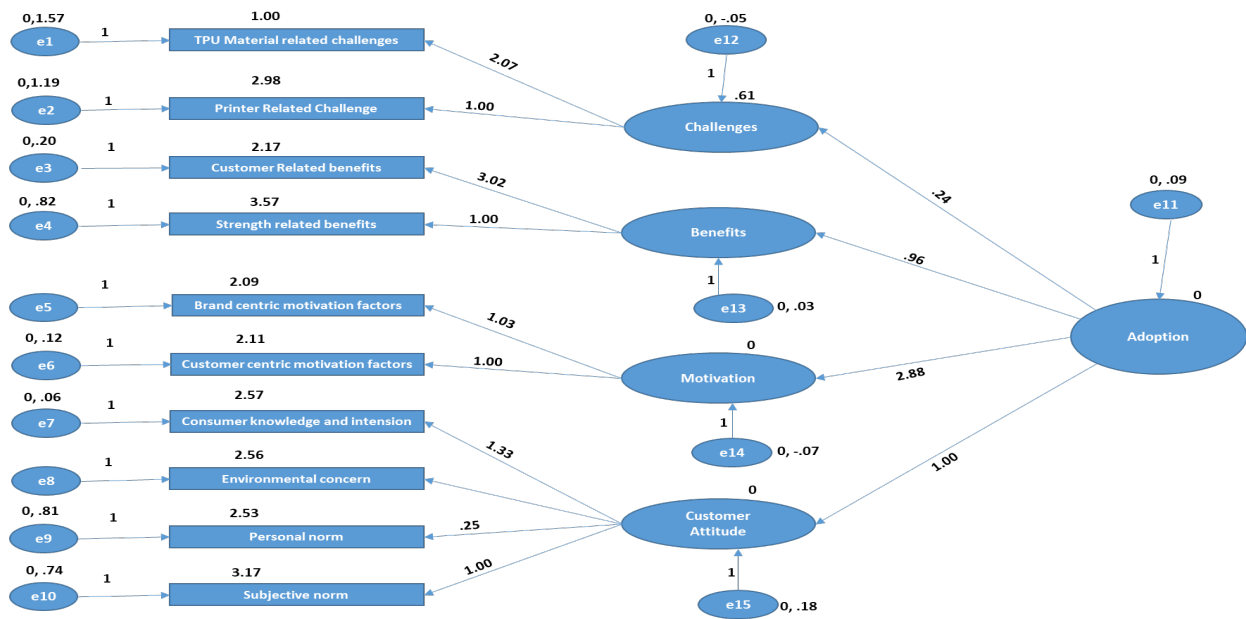 0,1.57
e1
1
1.00
TPU Material related challenges
0,1.19
e2
1
2.98
Printer Related Challenge
0,.20
e3
1
2.17
Customer Related benefits
0, .82
e4
1
3.57
Strength related benefits
e5
1
2.09
Brand centric motivation factors
0, .12
e6
1
2.11
Customer centric motivation factors
0, .06
e7
1
2.57
Consumer knowledge and intension
e8
1
2.56
Environmental concern
0, .81
e9
1
2.53
Personal norm
0, .74
e10
1
3.17
Subjective norm
2.07
1.00
3.02
1.00
1.03
1.00
1.33
.25
1.00
0, -.05
e12
1
.61
Challenges
Benefits
1
e13
0, .03
0
Motivation
1
e14
0, -.07
0
Customer
Attitude
1
e15
0, .18
.24
.96
2.88
1.00
0, .09
e11
1
0
Adoption